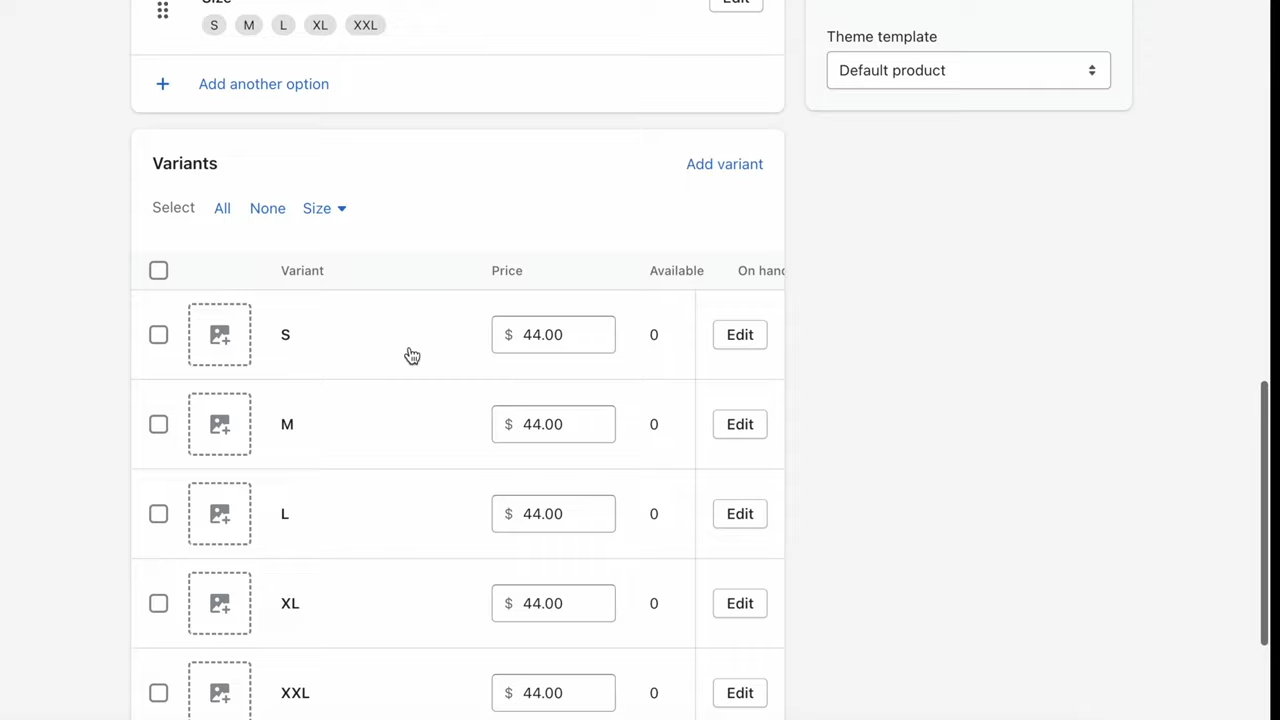 Size
Edit
S M L XL XXL
Theme template
Default product
+ Add another option
Variants
Add variant
Select All None Size
Variant Price Available On hand
S $ 44.00 0 Edit
M $ 44.00 0 Edit
L $ 44.00 0 Edit
XL $ 44.00 0 Edit
XXL $ 44.00 0 Edit